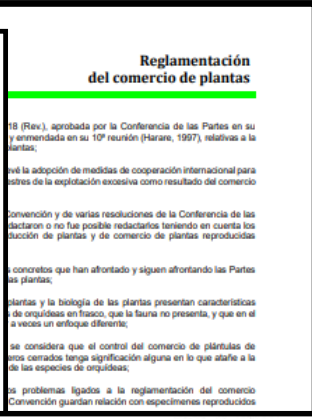 Reglamentación
del comercio de plantas
18 (Rev.), aprobada por la Conferencia de las Partes en su
y enmendada en su 10ª reunión (Harare, 1997), relativas a la
plantas;
evé la adopción de medidas de cooperación internacional para
estres de la explotación excesiva como resultado del comercio
Convención y de varias resoluciones de la Conferencia de las
dactaron o no fue posible redactarlos teniendo en cuenta los
ducción de plantas y de comercio de plantas reproducidas
s concretos que han afrontado y siguen afrontando las Partes
as plantas;
plantas y la biología de las plantas presentan características
de orquídeas en frasco, que la fauna no presenta, y que en el
a veces un enfoque diferente;
se considera que el control del comercio de plántulas de
eros cerrados tenga significación alguna en lo que atañe a la
de las especies de orquídeas;
os problemas ligados a la reglamentación del comercio
Convención guardan relación con especímenes reproducidos